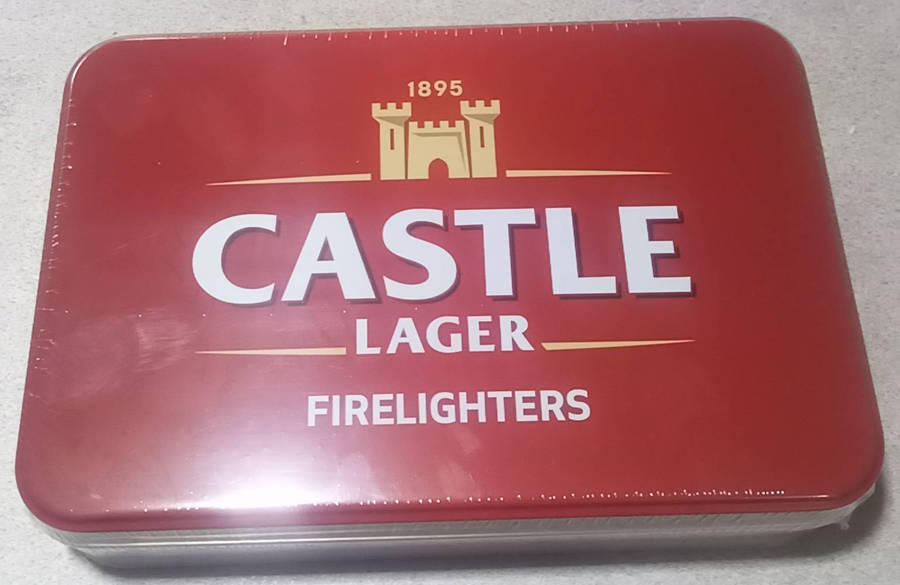 1895
CASTLE
LAGER
FIRELIGHTERS